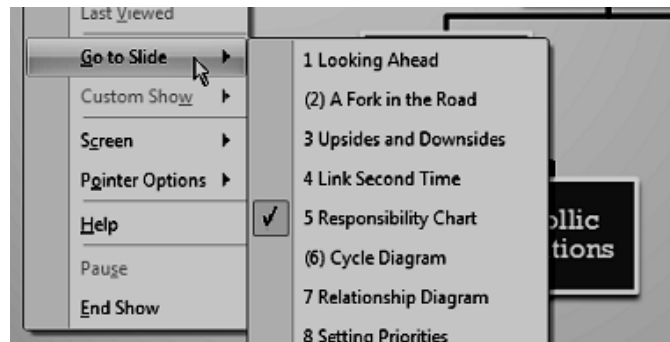 Last Viewed
Go to Slide
Custom Show
Screen
Pointer Options
Help
Pause
End Show
1 Looking Ahead
(2) A Fork in the Road
3 Upsides and Downsides
4 Link Second Time
5 Responsibility Chart
(6) Cycle Diagram
7 Relationship Diagram
8 Setting Priorities